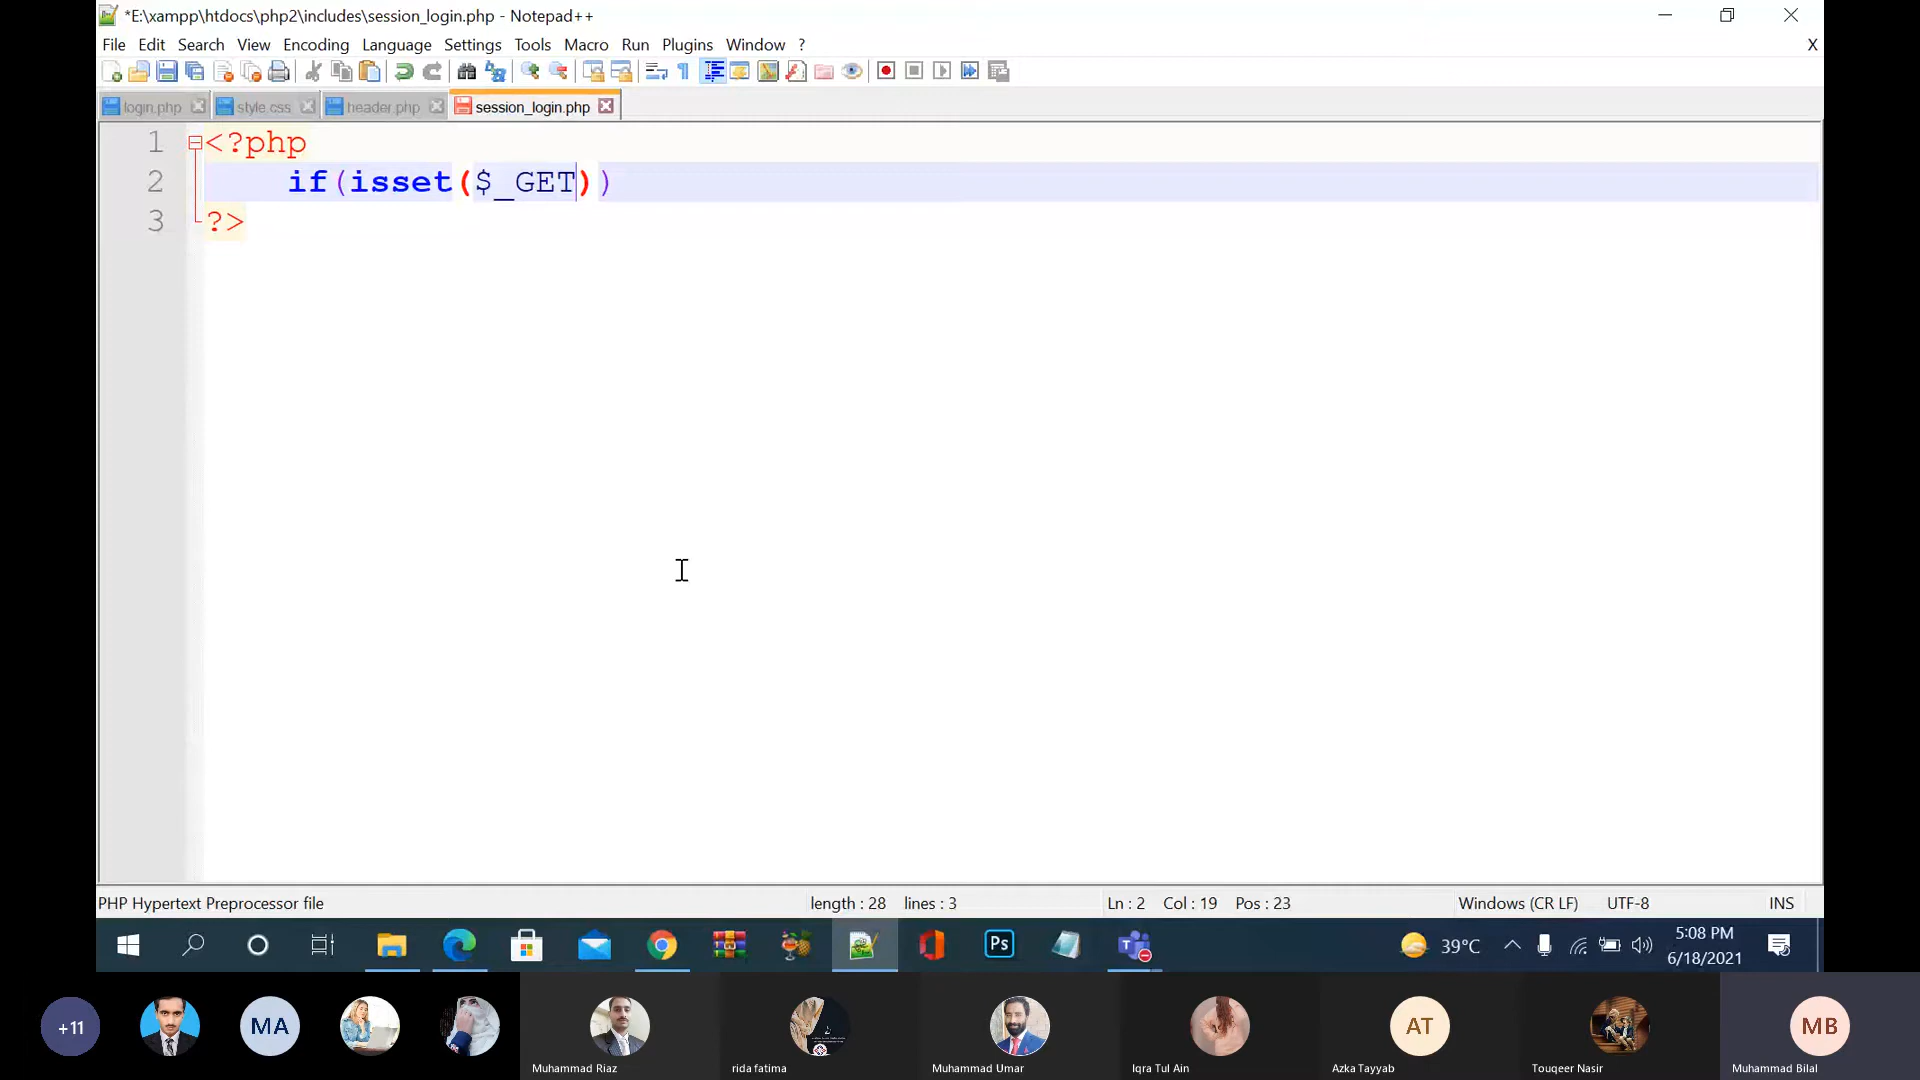 *E:\xampp\htdocs\php2\includes\session_login.php - Notepad++
File Edit Search View Encoding Language Settings Tools Macro Run Plugins Window ? X
login.php style.css header.php session_login.php
1 <?php
2 if(isset($_GET))
3 ?>
PHP Hypertext Preprocessor file length : 28 lines : 3 Ln : 2 Col : 19 Pos : 23 Windows (CR LF) UTF-8 INS
Ps 39°C 5:08 PM
6/18/2021
+11 MA AT MB
Muhammad Riaz rida fatima Muhammad Umar Iqra Tul Ain Azka Tayyab Touqeer Nasir Muhammad Bilal